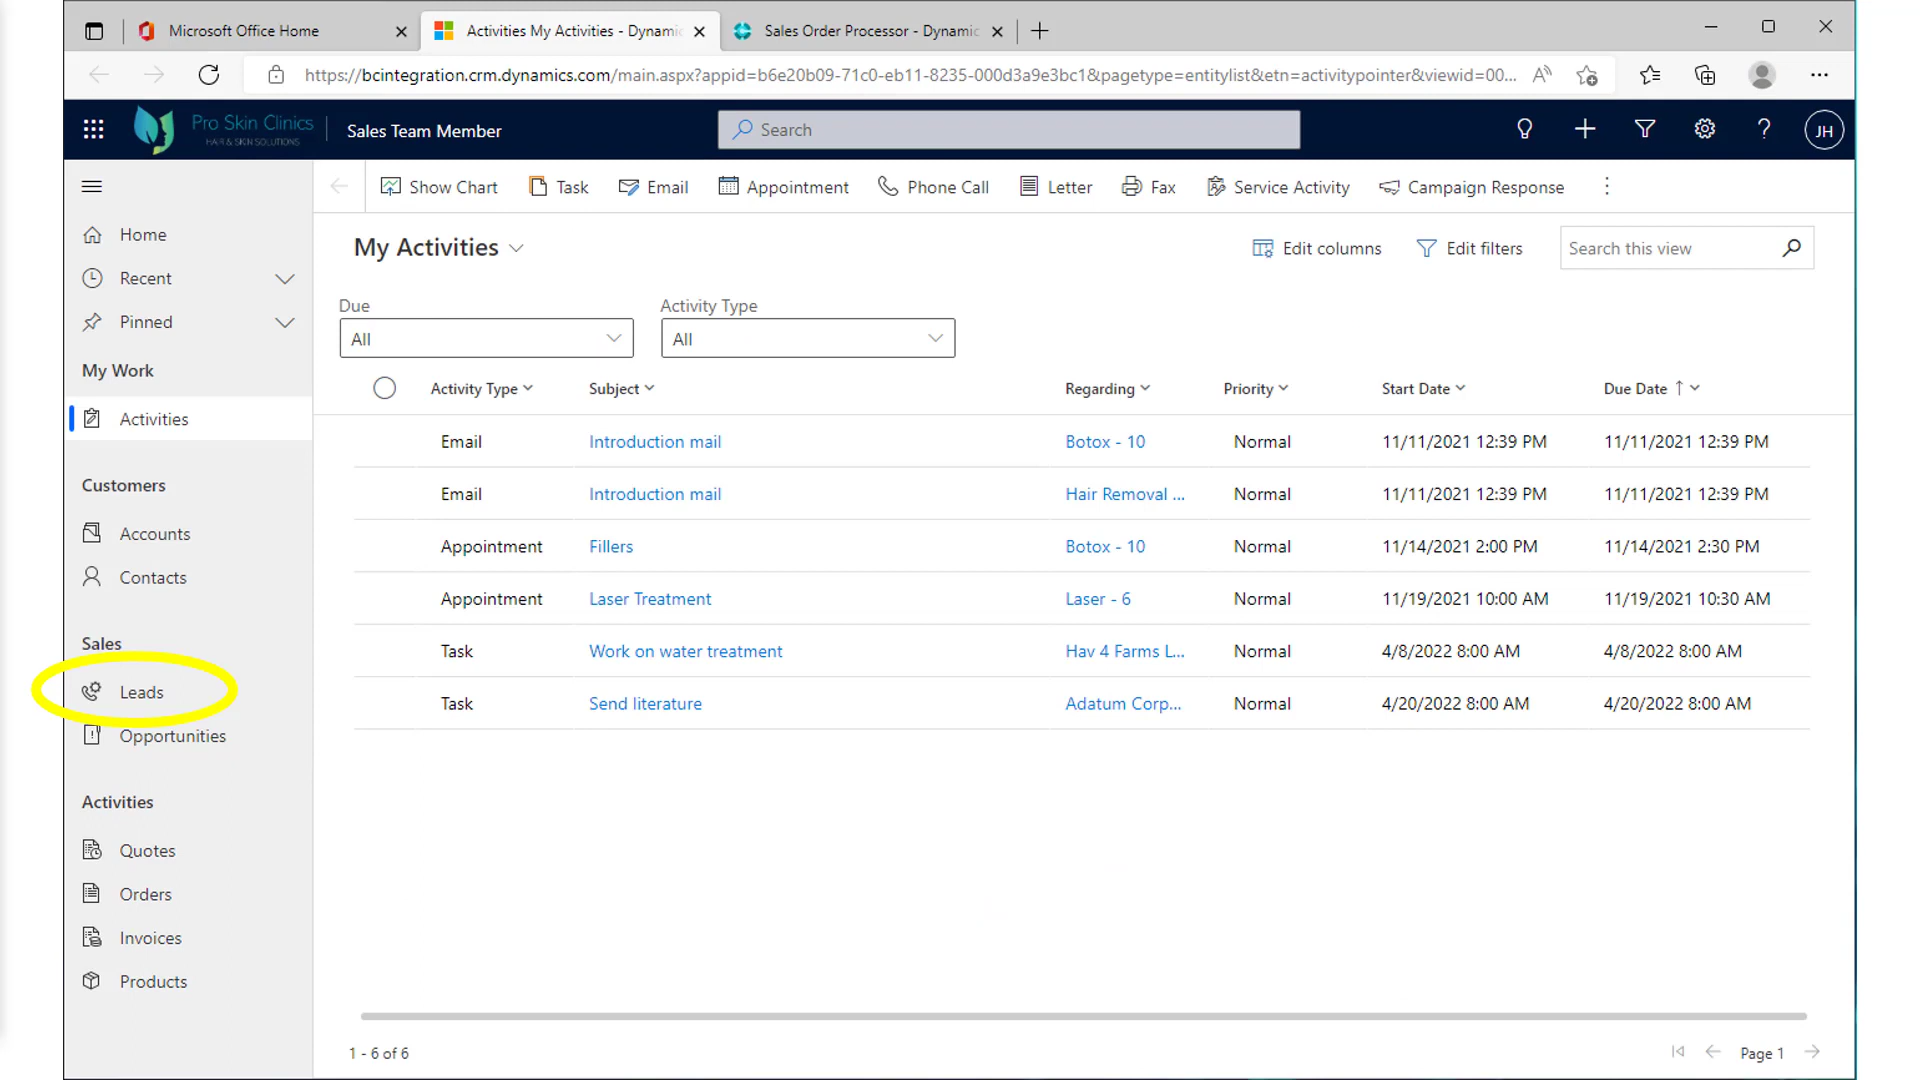 Microsoft Office Home
Activities My Activities - Dynamic
Sales Order Processor - Dynamic
https://bcintegration.crm.dynamics.com/main.aspx?appid=b6e20b09-71c0-eb11-8235-000d3a9e3bc1&pagetype=entitylist&etn=activitypointer&viewid=00...
Pro Skin Clinics
HAIR & SKIN SOLUTIONS
Sales Team Member
Search
JH
Show Chart Task Email Appointment Phone Call Letter Fax Service Activity Campaign Response
Home
Recent
Pinned
My Work
Activities
Customers
Accounts
Contacts
Sales
Leads
Opportunities
Activities
Quotes
Orders
Invoices
Products
My Activities
Edit columns Edit filters Search this view
Due Activity Type
All All
Activity Type Subject Regarding Priority Start Date Due Date
Email Introduction mail Botox - 10 Normal 11/11/2021 12:39 PM 11/11/2021 12:39 PM
Email Introduction mail Hair Removal ... Normal 11/11/2021 12:39 PM 11/11/2021 12:39 PM
Appointment Fillers Botox - 10 Normal 11/14/2021 2:00 PM 11/14/2021 2:30 PM
Appointment Laser Treatment Laser - 6 Normal 11/19/2021 10:00 AM 11/19/2021 10:30 AM
Task Work on water treatment Hav 4 Farms L... Normal 4/8/2022 8:00 AM 4/8/2022 8:00 AM
Task Send literature Adatum Corp... Normal 4/20/2022 8:00 AM 4/20/2022 8:00 AM
1 - 6 of 6
Page 1